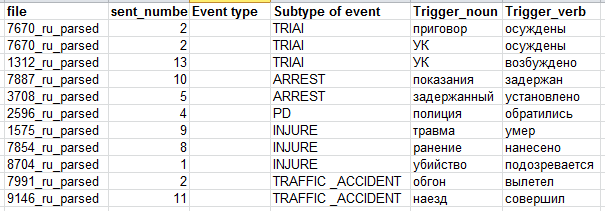 file sent_numbe Event type Subtype of event Trigger_noun Trigger_verb
7670_ru_parsed 2 TRIAI приговор осуждены
7670_ru_parsed 2 TRIAI УК осуждены
1312_ru_parsed 13 TRIAI УК возбуждено
7887_ru_parsed 10 ARREST показания задержан
3708_ru_parsed 5 ARREST задержанный установлено
2596_ru_parsed 4 PD полиция обратились
1575_ru_parsed 9 INJURE травма умер
7854_ru_parsed 8 INJURE ранение нанесено
8704_ru_parsed 1 INJURE убийство подозревается
7991_ru_parsed 2 TRAFFIC _ACCIDENT обгон вылетел
9146_ru_parsed 11 TRAFFIC _ACCIDENT наезд совершил